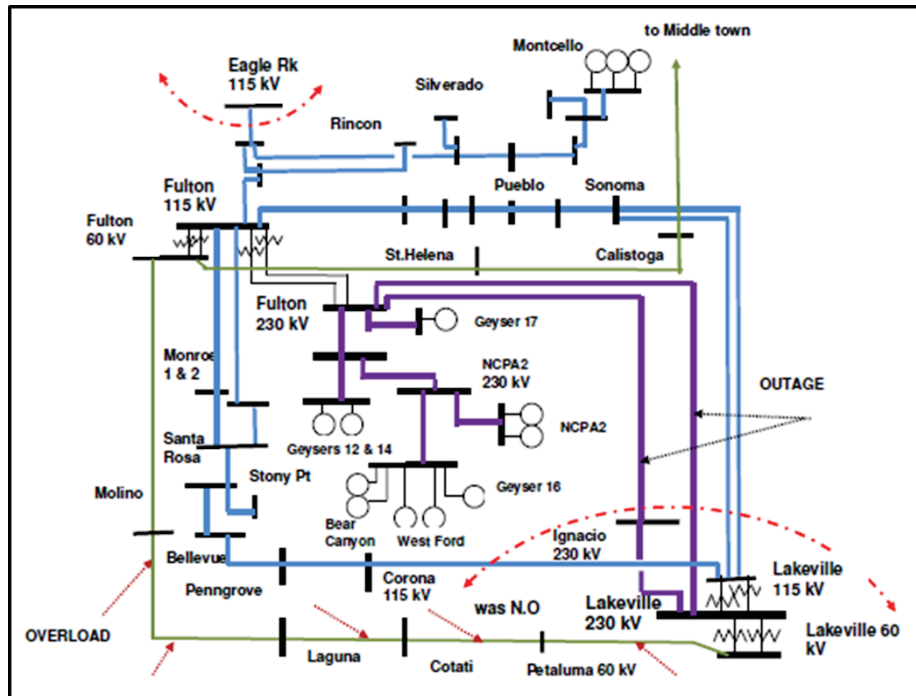 to Middle town
Montcello
Eagle Rk
115 kV
Silverado
Rincon
Fulton
115 kV
Pueblo
Sonoma
Fulton
60 kV
St.Helena
Calistoga
Fulton
230 kV
Geyser 17
Monroe
1 & 2
NCPA2
230 kV
OUTAGE
Geysers 12 & 14
NCPA2
Santa
Rosa
Stony Pt
Geyser 16
Molino
Bear
Canyon
West Ford
Ignacio
230 kV
Bellevue
Penngrove
Corona
115 kV
Lakeville
115 kV
was N.O
Lakeville
230 kV
OVERLOAD
Lakeville 60
kV
Laguna
Cotati
Petaluma 60 kV